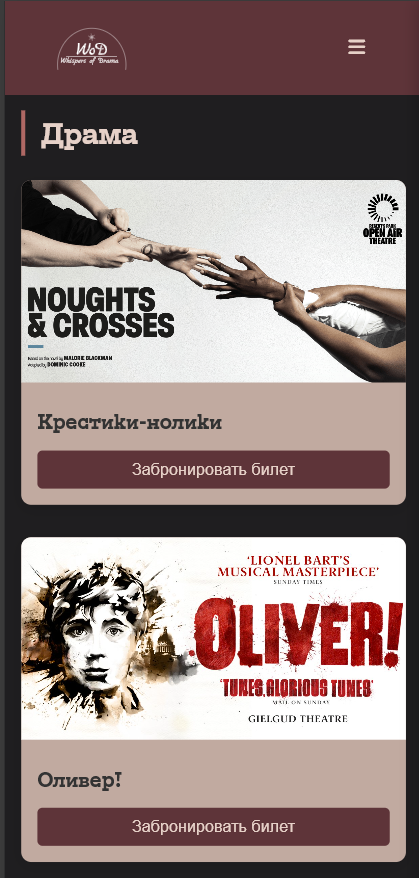 WoD
Whispers of Drama
Драма
REGENT'S PARK
OPEN AIR
THEATRE
NOUGHTS
& CROSSES
Based on the novel by MALORIE BLACKMAN
Adapted by DOMINIC COOKE
Крестики-нолики
Забронировать билет
'LIONEL BART'S
MUSICAL MASTERPIECE'
SUNDAY TIMES
OLIVER!
'TUNES, GLORIOUS TUNES'
MAIL ON SUNDAY
GIELGUD THEATRE
Оливер!
Забронировать билет